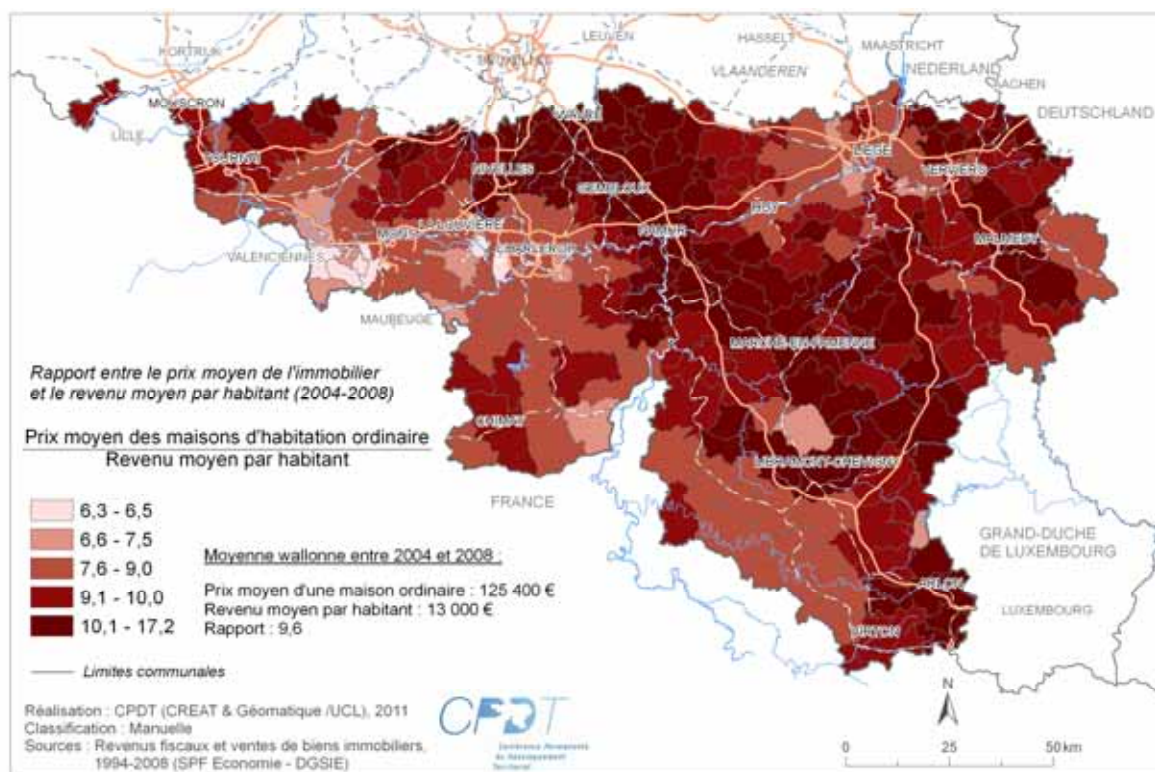 KORTRIJK
LEUVEN
HASSELT
MAASTRICHT
BRUXELLES
VLAANDEREN
NEDERLAND
AACHEN
MOUSCRON
WAVRE
DEUTSCHLAND
LILLE
TOURNAI
LIEGE
NIVELLES
VERVIERS
GEMBLOUX
HUY
LA LOUVIÈRE
MONS
NAMUR
CHARLEROI
MALMEDY
VALENCIENNES
MAUBEUGE
MARCHE-EN-FAMENNE
Rapport entre le prix moyen de l'immobilier
et le revenu moyen par habitant (2004-2008)
CHIMAY
Prix moyen des maisons d'habitation ordinaire
Revenu moyen par habitant
LIBRAMONT-CHEVIGNY
FRANCE
6,3 - 6,5
6,6 - 7,5
7,6 - 9,0
9,1 - 10,0
10,1 - 17,2
GRAND-DUCHE
DE LUXEMBOURG
Moyenne wallonne entre 2004 et 2008 :
Prix moyen d'une maison ordinaire : 125 400 €
Revenu moyen par habitant : 13 000 €
Rapport : 9,6
ARLON
LUXEMBOURG
VIRTON
Limites communales
N
Réalisation : CPDT (CREAT & Géomatique /UCL), 2011
Classification : Manuelle
Sources : Revenus fiscaux et ventes de biens immobiliers,
1994-2008 (SPF Economie - DGSIE)
CPDT
Conférence Permanente
du Développement
Territorial
0 25 50 km